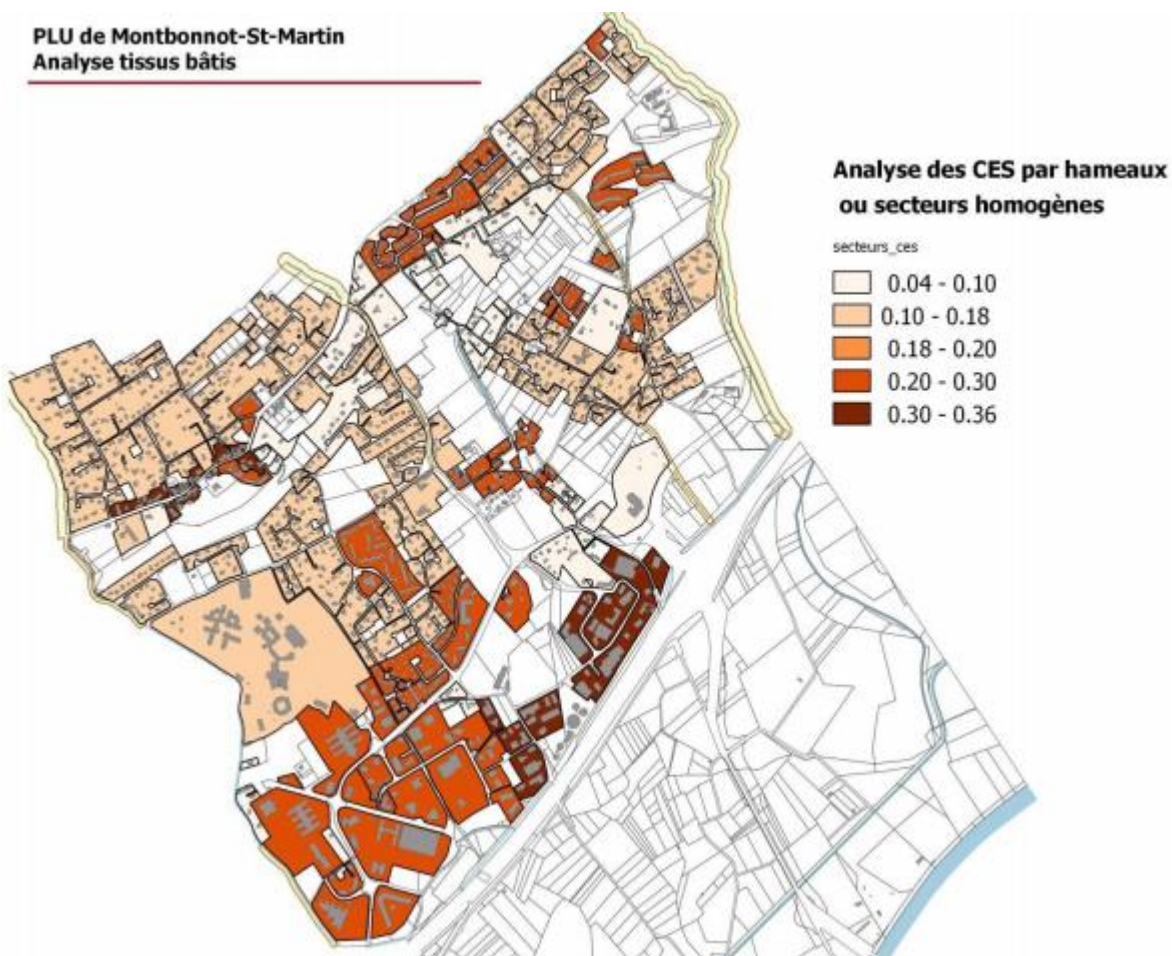 PLU de Montbonnot-St-Martin
Analyse tissus bâtis
Analyse des CES par hameaux
ou secteurs homogènes
secteurs_ces
0.04 - 0.10
0.10 - 0.18
0.18 - 0.20
0.20 - 0.30
0.30 - 0.36